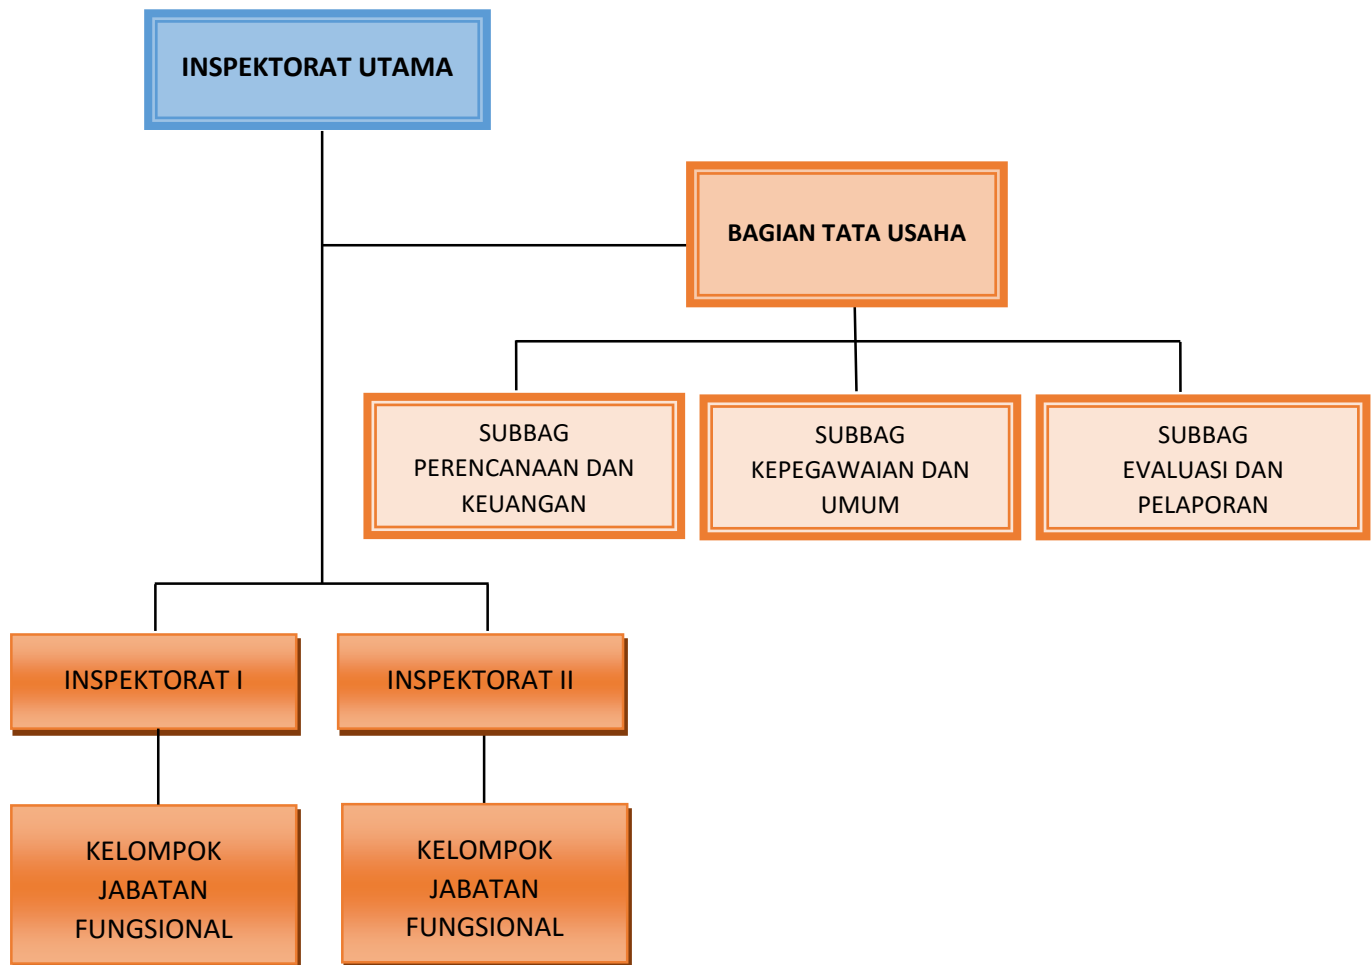 INSPEKTORAT UTAMA
BAGIAN TATA USAHA
SUBBAG
PERENCANAAN DAN
KEUANGAN
SUBBAG
KEPEGAWAIAN DAN
UMUM
SUBBAG
EVALUASI DAN
PELAPORAN
INSPEKTORAT I
INSPEKTORAT II
KELOMPOK
JABATAN
FUNGSIONAL
KELOMPOK
JABATAN
FUNGSIONAL